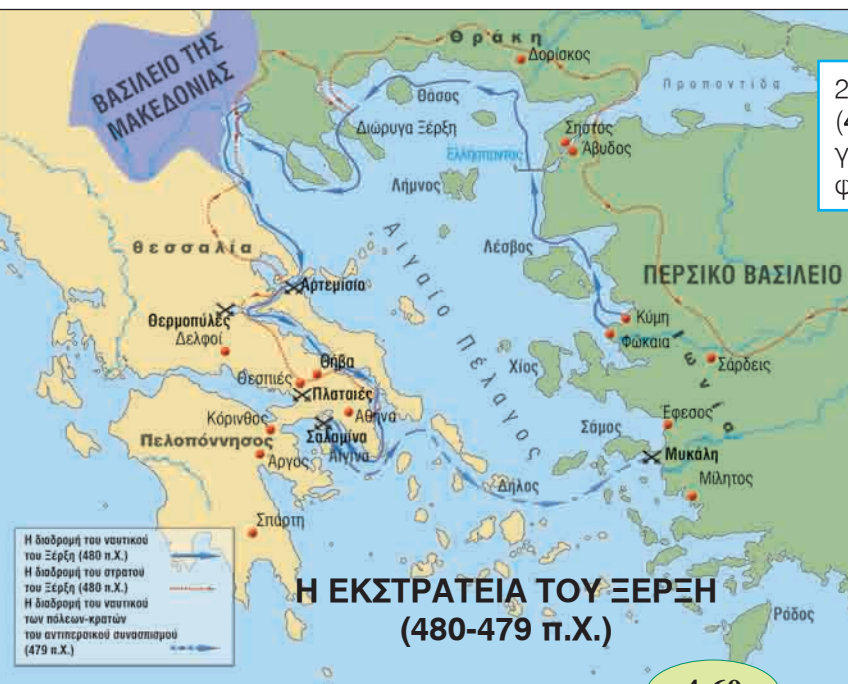 ΒΑΣΙΛΕΙΟ ΤΗΣ
ΜΑΚΕΔΟΝΙΑΣ
Θράκη
Δορίσκος
Προποντίδα
Θάσος
Διώρυγα Ξέρξη
Σηστός
Άβυδος
Ελλήσποντος
Λήμνος
Θεσσαλία
Αιγαίο Πέλαγος
Λέσβος
ΠΕΡΣΙΚΟ ΒΑΣΙΛΕΙΟ
Αρτεμίσιο
Θερμοπύλες
Δελφοί
Κύμη
Φώκαια
Ιωνία
Σάρδεις
Θήβα
Θεσπιές
Πλαταιές
Χίος
Κόρινθος
Αθήνα
Σαλαμίνα
Αίγινα
Πελοπόννησος
Άργος
Έφεσος
Σάμος
Μυκάλη
Μίλητος
Δήλος
Σπάρτη
Ρόδος
Η διαδρομή του ναυτικού
του Ξέρξη (480 π.Χ.)
Η διαδρομή του στρατού
του Ξέρξη (480 π.Χ.)
Η διαδρομή του ναυτικού
των πόλεων-κρατών
του αντιπερσικού συνασπισμού
(479 π.Χ.)
Η ΕΚΣΤΡΑΤΕΙΑ ΤΟΥ ΞΕΡΞΗ
(480-479 π.Χ.)